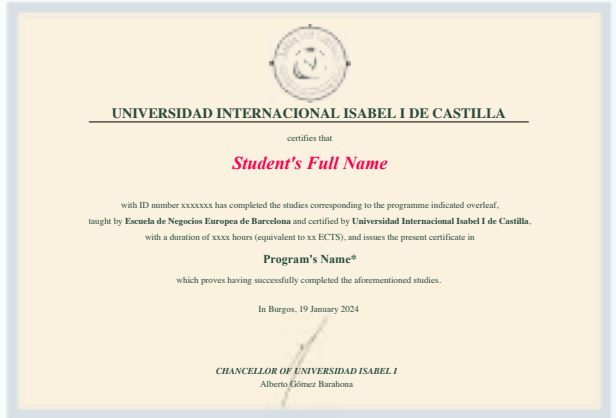 UNIVERSIDAD INTERNACIONAL ISABEL I DE CASTILLA
certifies that
Student's Full Name
with ID number xxxxxxx has completed the studies corresponding to the programme indicated overleaf,
taught by Escuela de Negocios Europea de Barcelona and certified by Universidad Internacional Isabel I de Castilla,
with a duration of xxxx hours (equivalent to xx ECTS), and issues the present certificate in
Program's Name*
which proves having successfully completed the aforementioned studies.
In Burgos, 19 January 2024
CHANCELLOR OF UNIVERSIDAD ISABEL I
Alberto Gómez Barahona